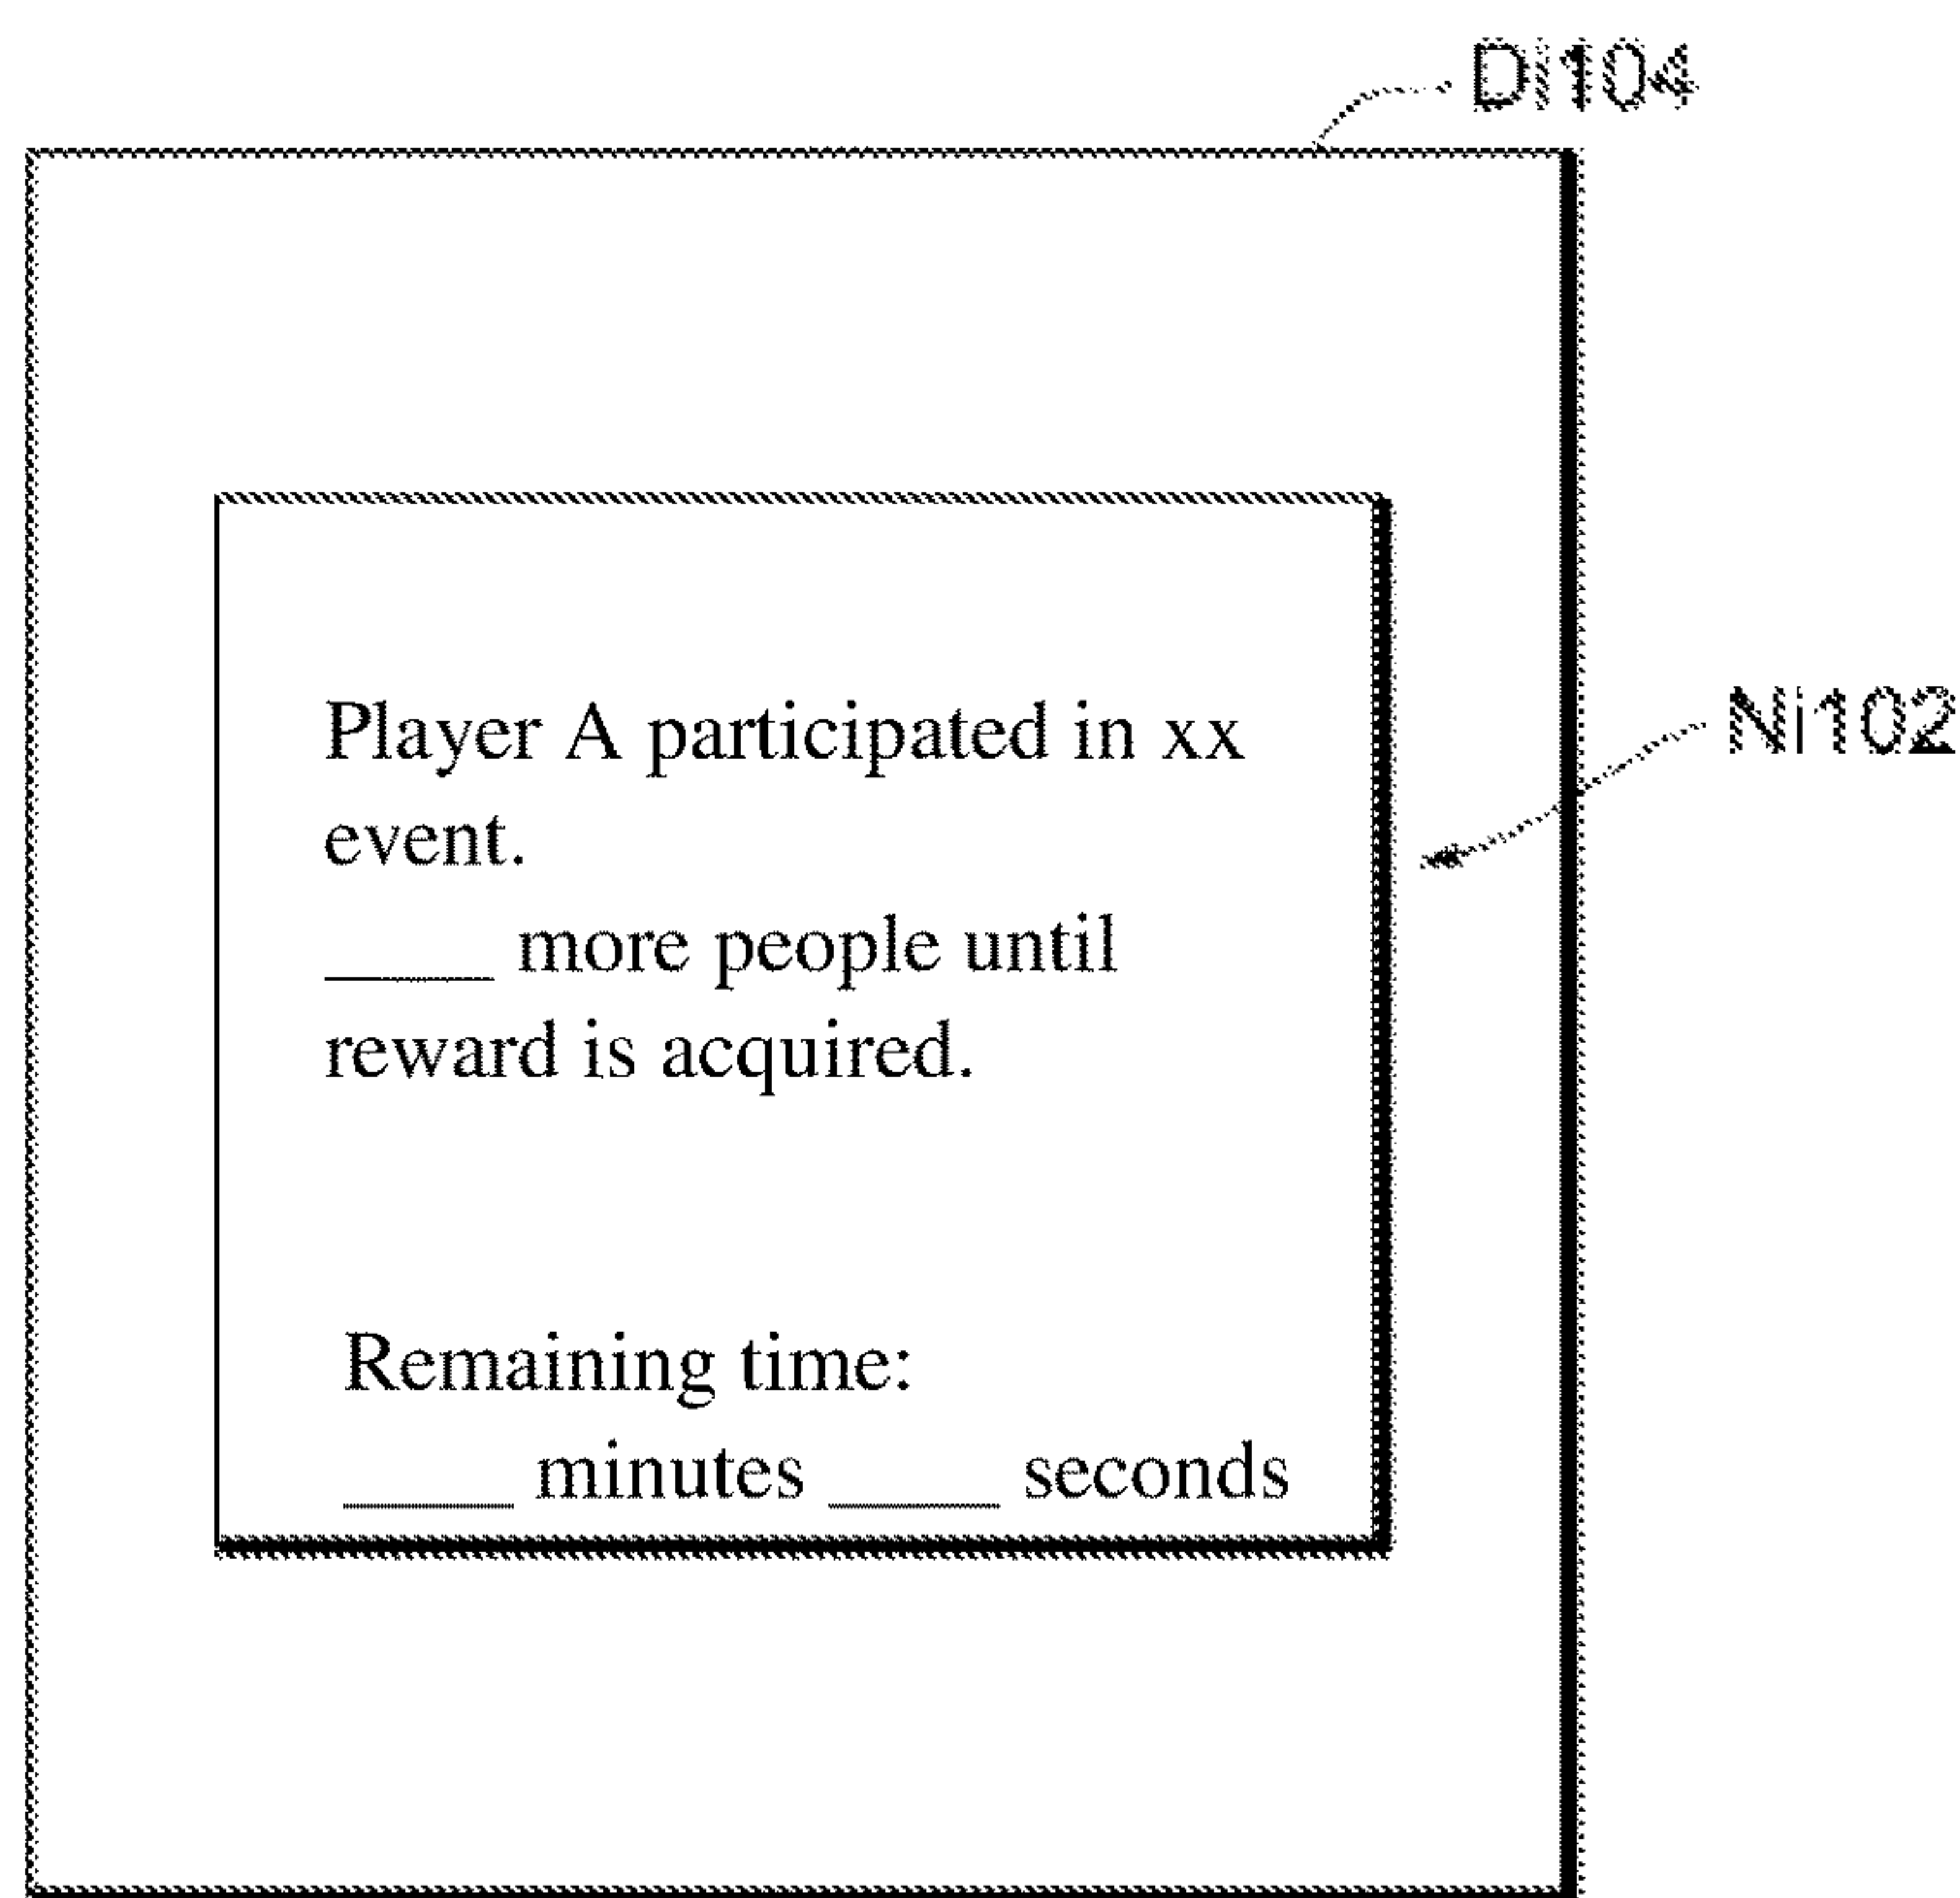 Di104
Ni102
Player A participated in xx
event.
____ more people until
reward is acquired.
Remaining time:
____ minutes ____ seconds